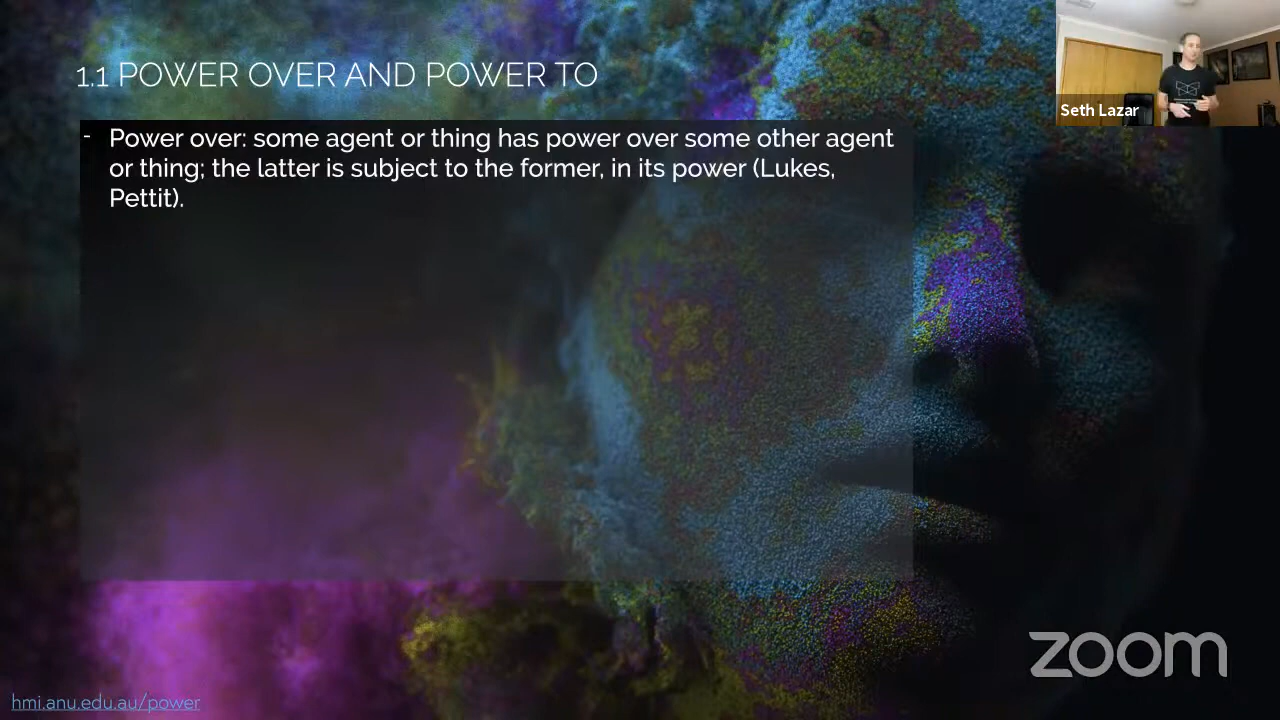 1.1 POWER OVER AND POWER TO
- Power over: some agent or thing has power over some other agent
or thing; the latter is subject to the former, in its power (Lukes,
Pettit).
Seth Lazar
zoom
hmi.anu.edu.au/power